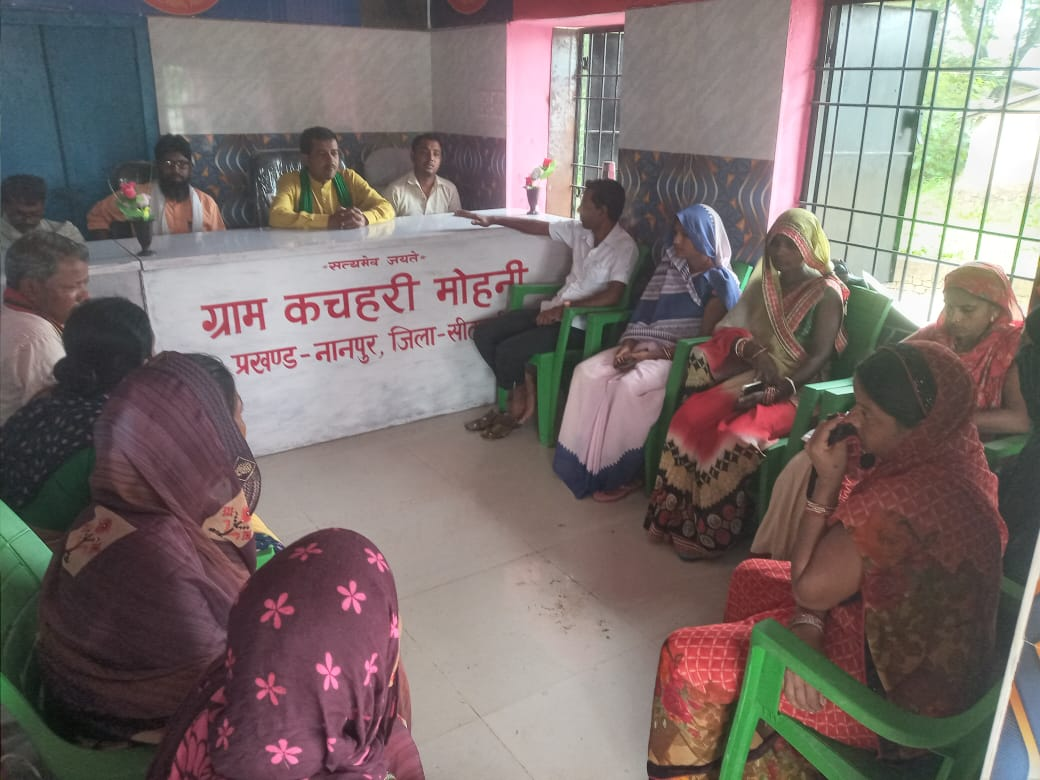 सत्यमेव जयते
ग्राम कचहरी मोहनी
प्रखण्ड-नानपुर, जिला-सीत